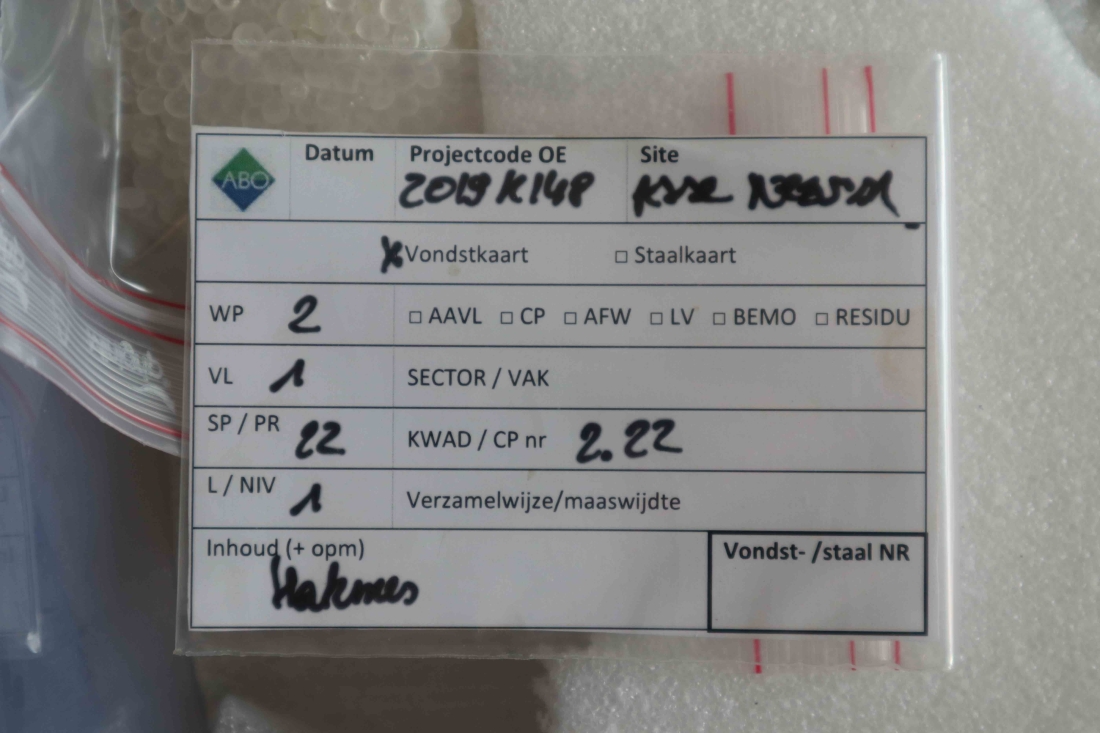 ABO Datum Projectcode OE Site
2019K148
Vondstkaart □ Staalkaart
WP 2 □ AAVL □ CP □ AFW □ LV □ BEMO □ RESIDU
VL 1 SECTOR / VAK
SP / PR 22 KWAD / CP nr 2.22
L / NIV 1 Verzamelwijze/maaswijdte
Inhoud (+ opm) Vondst- /staal NR
Hakmes